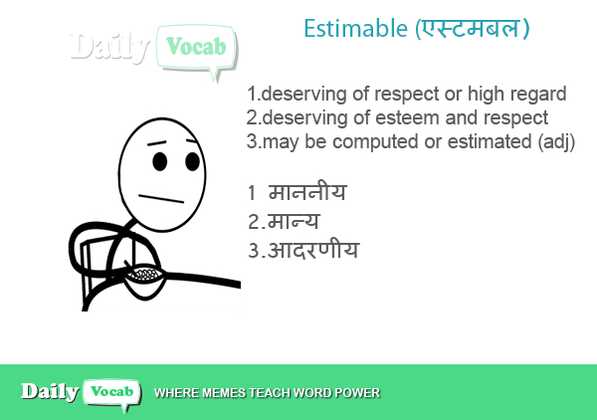 Daily Vocab
Estimable (एस्टमबल)
1.deserving of respect or high regard
2.deserving of esteem and respect
3.may be computed or estimated (adj)
1 माननीय
2.मान्य
3.आदरणीय
Daily Vocab WHERE MEMES TEACH WORD POWER